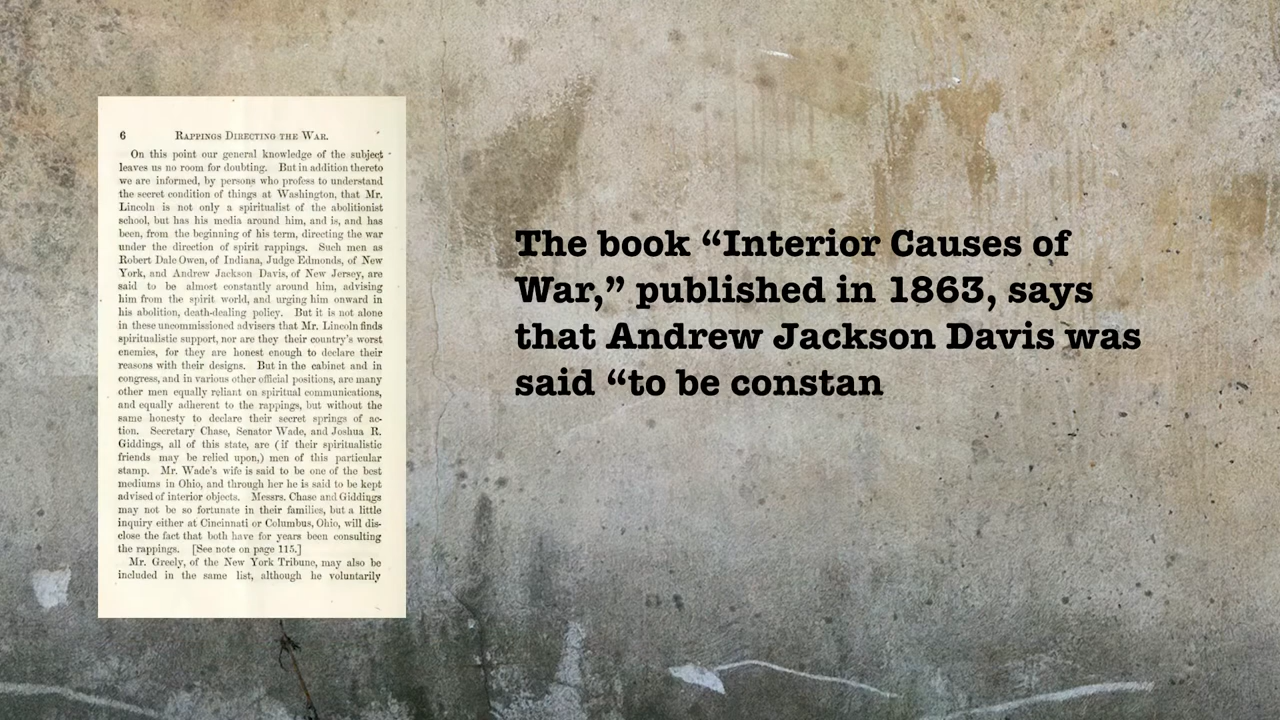 6 Rappings Directing the War.
On this point our general knowledge of the subject
leaves us no room for doubting. But in addition thereto
we are informed, by persons who profess to understand
the secret condition of things at Washington, that Mr.
Lincoln is not only a spiritualist of the abolitionist
school, but has his media around him, and is, and has
been, from the beginning of his term, directing the war
under the direction of spirit rappings. Such men as
Robert Dale Owen, of Indiana, Judge Edmonds, of New
York, and Andrew Jackson Davis, of New Jersey, are
said to be almost constantly around him, advising
him from the spirit world, and urging him onward in
his abolition, death-dealing policy. But it is not alone
in these uncommissioned advisers that Mr. Lincoln finds
spiritualistic support, nor are they their country's worst
enemies, for they are honest enough to declare their
reasons with their designs. But in the cabinet and in
congress, and in various other official positions, are many
other men equally reliant on spiritual communications,
and equally adherent to the rappings, but without the
same honesty to declare their secret springs of ac-
tion. Secretary Chase, Senator Wade, and Joshua R.
Giddings, all of this state, are (if their spiritualistic
friends may be relied upon,) men of this particular
stamp. Mr. Wade's wife is said to be one of the best
mediums in Ohio, and through her he is said to be kept
advised of interior objects. Messrs. Chase and Giddings
may not be so fortunate in their families, but a little
inquiry either at Cincinnati or Columbus, Ohio, will dis-
close the fact that both have for years been consulting
the rappings. [See note on page 115.]
Mr. Greely, of the New York Tribune, may also be
included in the same list, although he voluntarily
The book “Interior Causes of
War,” published in 1863, says
that Andrew Jackson Davis was
said “to be constan